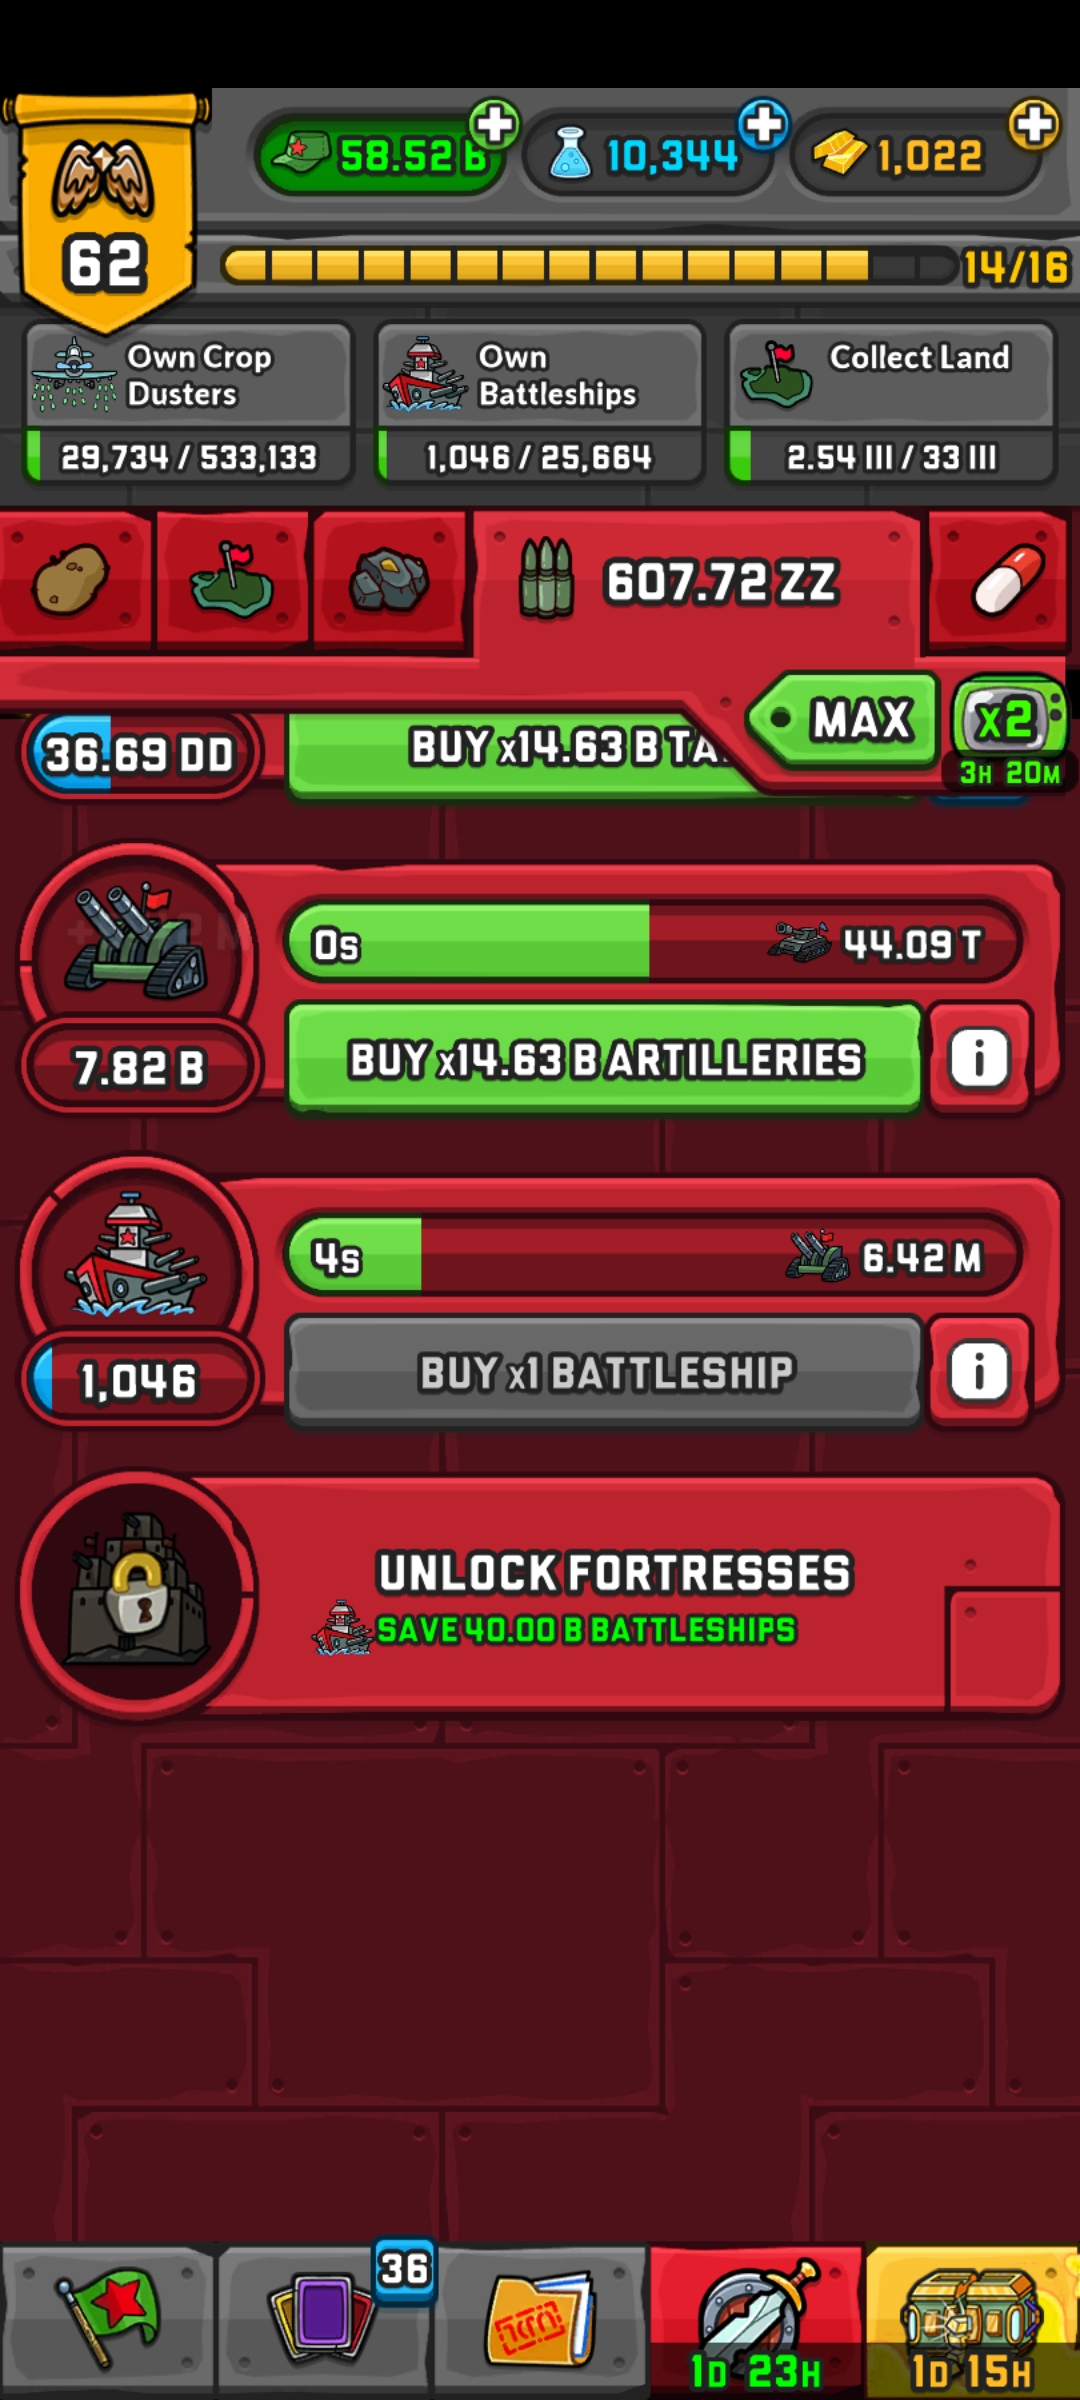 62
58.52 B
10,344
1,022
14/16
Own Crop
Dusters
29,734 / 533,133
Own
Battleships
1,046 / 25,664
Collect Land
2.54 III / 33 III
607.72 ZZ
MAX
x2
3H 20M
36.69 DD
BUY x14.63 B TA
0s
44.09 T
7.82 B
BUY x14.63 B ARTILLERIES
i
4s
6.42 M
1,046
BUY x1 BATTLESHIP
i
UNLOCK FORTRESSES
SAVE 40.00 B BATTLESHIPS
36
1D 23H
1D 15H